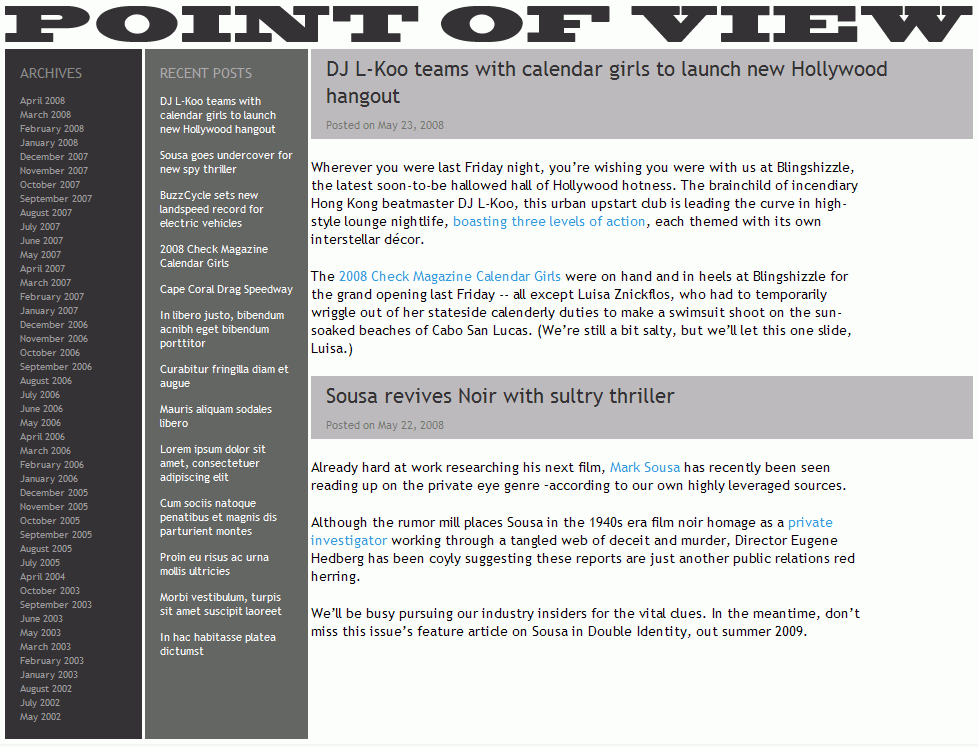 POINT OF VIEW
ARCHIVES
April 2008
March 2008
February 2008
January 2008
December 2007
November 2007
October 2007
September 2007
August 2007
July 2007
June 2007
May 2007
April 2007
March 2007
February 2007
January 2007
December 2006
November 2006
October 2006
September 2006
August 2006
July 2006
June 2006
May 2006
April 2006
March 2006
February 2006
January 2006
December 2005
November 2005
October 2005
September 2005
August 2005
July 2005
April 2004
October 2003
September 2003
June 2003
May 2003
March 2003
February 2003
January 2003
August 2002
July 2002
May 2002
RECENT POSTS
DJ L-Koo teams with
calendar girls to launch
new Hollywood hangout
Sousa goes undercover for
new spy thriller
BuzzCycle sets new
landspeed record for
electric vehicles
2008 Check Magazine
Calendar Girls
Cape Coral Drag Speedway
In libero justo, bibendum
acnibh eget bibendum
porttitor
Curabitur fringilla diam et
augue
Mauris aliquam sodales
libero
Lorem ipsum dolor sit
amet, consectetuer
adipiscing elit
Cum sociis natoque
penatibus et magnis dis
parturient montes
Proin eu risus ac urna
mollis ultricies
Morbi vestibulum, turpis
sit amet suscipit laoreet
In hac habitasse platea
dictumst
DJ L-Koo teams with calendar girls to launch new Hollywood
hangout
Posted on May 23, 2008
Wherever you were last Friday night, you’re wishing you were with us at Blingshizzle,
the latest soon-to-be hallowed hall of Hollywood hotness. The brainchild of incendiary
Hong Kong beatmaster DJ L-Koo, this urban upstart club is leading the curve in high-
style lounge nightlife, boasting three levels of action, each themed with its own
interstellar décor.
The 2008 Check Magazine Calendar Girls were on hand and in heels at Blingshizzle for
the grand opening last Friday -- all except Luisa Znickflos, who had to temporarily
wriggle out of her stateside calenderly duties to make a swimsuit shoot on the sun-
soaked beaches of Cabo San Lucas. (We’re still a bit salty, but we’ll let this one slide,
Luisa.)
Sousa revives Noir with sultry thriller
Posted on May 22, 2008
Already hard at work researching his next film, Mark Sousa has recently been seen
reading up on the private eye genre -according to our own highly leveraged sources.
Although the rumor mill places Sousa in the 1940s era film noir homage as a private
investigator working through a tangled web of deceit and murder, Director Eugene
Hedberg has been coyly suggesting these reports are just another public relations red
herring.
We’ll be busy pursuing our industry insiders for the vital clues. In the meantime, don’t
miss this issue’s feature article on Sousa in Double Identity, out summer 2009.